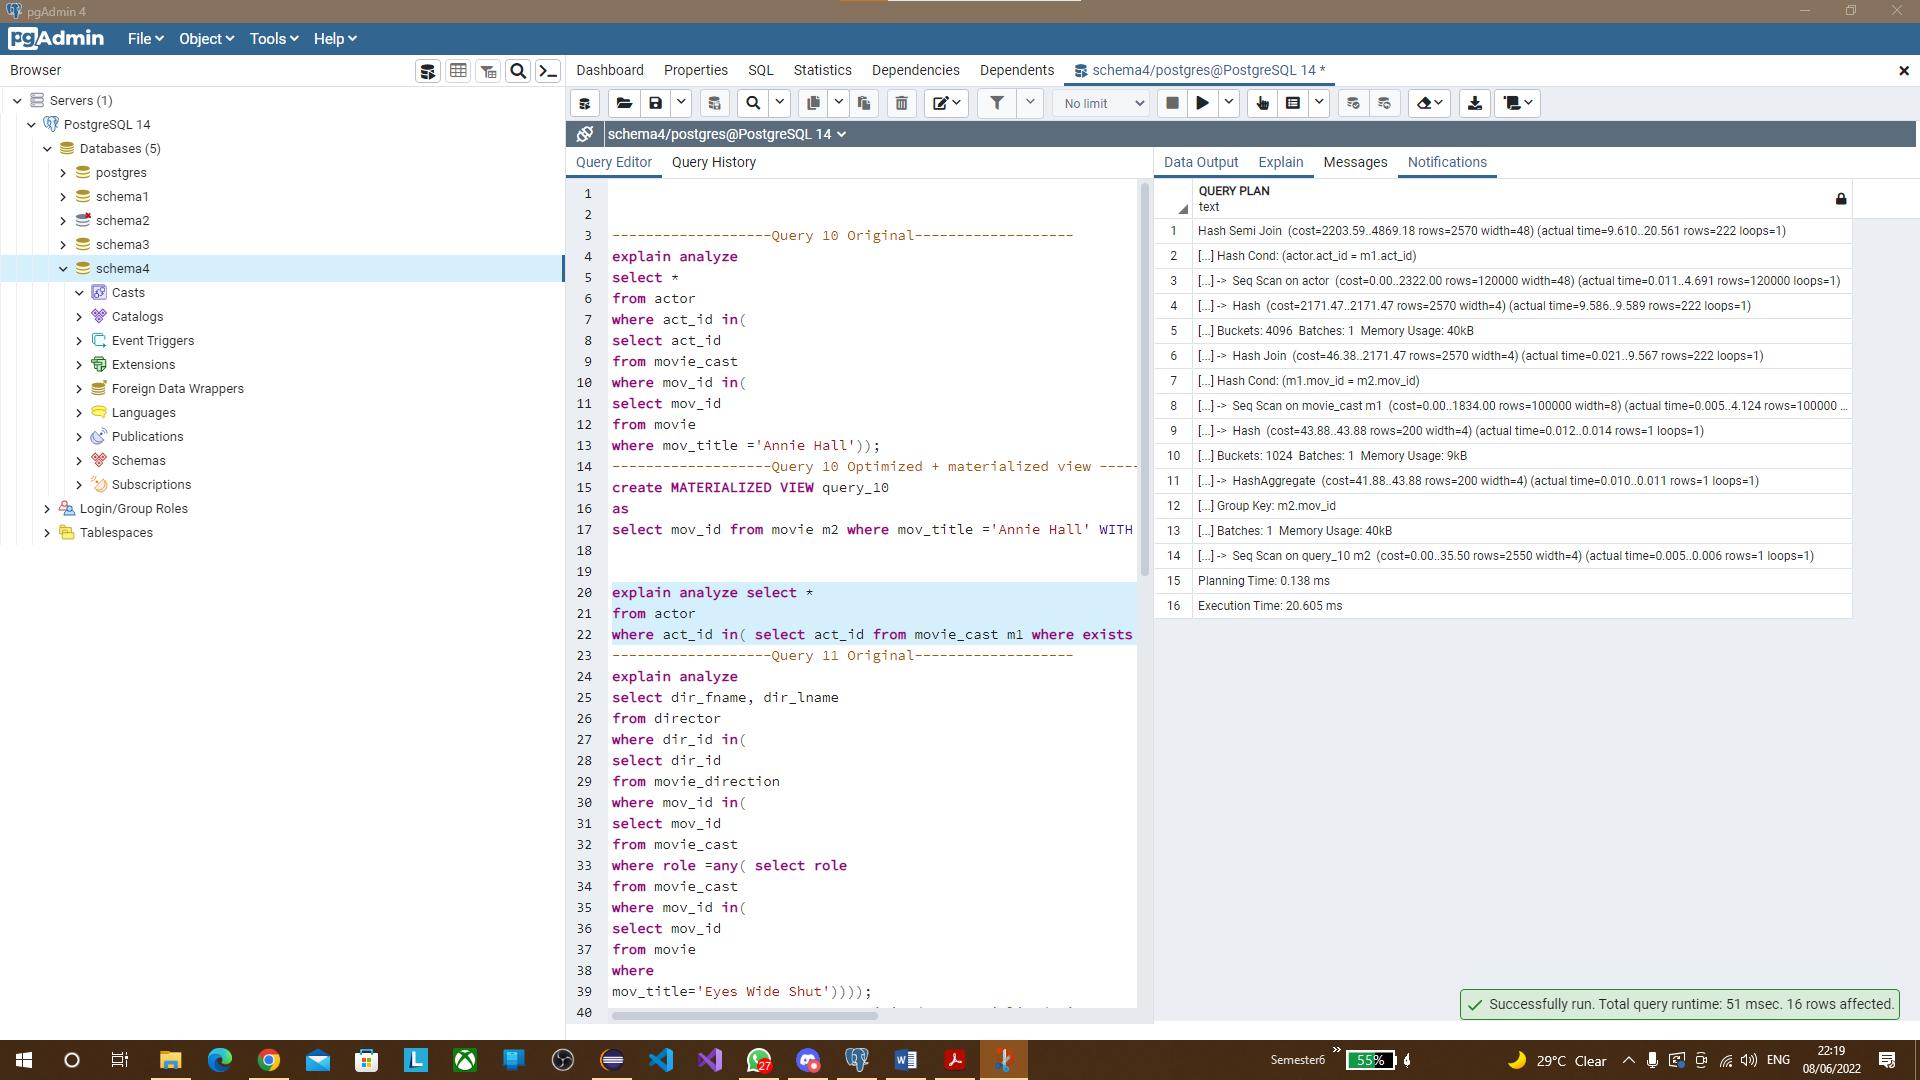 pgAdmin 4
pgAdmin File Object Tools Help
Browser
Dashboard Properties SQL Statistics Dependencies Dependents schema4/postgres@PostgreSQL 14 *
No limit
schema4/postgres@PostgreSQL 14
Servers (1)
PostgreSQL 14
Databases (5)
postgres
schema1
schema2
schema3
schema4
Casts
Catalogs
Event Triggers
Extensions
Foreign Data Wrappers
Languages
Publications
Schemas
Subscriptions
Login/Group Roles
Tablespaces
Query Editor Query History
1
2
3 -------------------Query 10 Original-------------------
4 explain analyze
5 select *
6 from actor
7 where act_id in(
8 select act_id
9 from movie_cast
10 where mov_id in(
11 select mov_id
12 from movie
13 where mov_title ='Annie Hall'));
14 -------------------Query 10 Optimized + materialized view -----
15 create MATERIALIZED VIEW query_10
16 as
17 select mov_id from movie m2 where mov_title ='Annie Hall' WITH
18
19
20 explain analyze select *
21 from actor
22 where act_id in( select act_id from movie_cast m1 where exists
23 -------------------Query 11 Original-------------------
24 explain analyze
25 select dir_fname, dir_lname
26 from director
27 where dir_id in(
28 select dir_id
29 from movie_direction
30 where mov_id in(
31 select mov_id
32 from movie_cast
33 where role =any( select role
34 from movie_cast
35 where mov_id in(
36 select mov_id
37 from movie
38 where
39 mov_title='Eyes Wide Shut'))));
40
Data Output Explain Messages Notifications
QUERY PLAN
text
1 Hash Semi Join (cost=2203.59..4869.18 rows=2570 width=48) (actual time=9.610..20.561 rows=222 loops=1)
2 [...] Hash Cond: (actor.act_id = m1.act_id)
3 [...] -> Seq Scan on actor (cost=0.00..2322.00 rows=120000 width=48) (actual time=0.011..4.691 rows=120000 loops=1)
4 [...] -> Hash (cost=2171.47..2171.47 rows=2570 width=4) (actual time=9.586..9.589 rows=222 loops=1)
5 [...] Buckets: 4096 Batches: 1 Memory Usage: 40kB
6 [...] -> Hash Join (cost=46.38..2171.47 rows=2570 width=4) (actual time=0.021..9.567 rows=222 loops=1)
7 [...] Hash Cond: (m1.mov_id = m2.mov_id)
8 [...] -> Seq Scan on movie_cast m1 (cost=0.00..1834.00 rows=100000 width=8) (actual time=0.005..4.124 rows=100000 ...
9 [...] -> Hash (cost=43.88..43.88 rows=200 width=4) (actual time=0.012..0.014 rows=1 loops=1)
10 [...] Buckets: 1024 Batches: 1 Memory Usage: 9kB
11 [...] -> HashAggregate (cost=41.88..43.88 rows=200 width=4) (actual time=0.010..0.011 rows=1 loops=1)
12 [...] Group Key: m2.mov_id
13 [...] Batches: 1 Memory Usage: 40kB
14 [...] -> Seq Scan on query_10 m2 (cost=0.00..35.50 rows=2550 width=4) (actual time=0.005..0.006 rows=1 loops=1)
15 Planning Time: 0.138 ms
16 Execution Time: 20.605 ms
Successfully run. Total query runtime: 51 msec. 16 rows affected.
27
Semester6 » 55% 29°C Clear ENG 22:19
08/06/2022